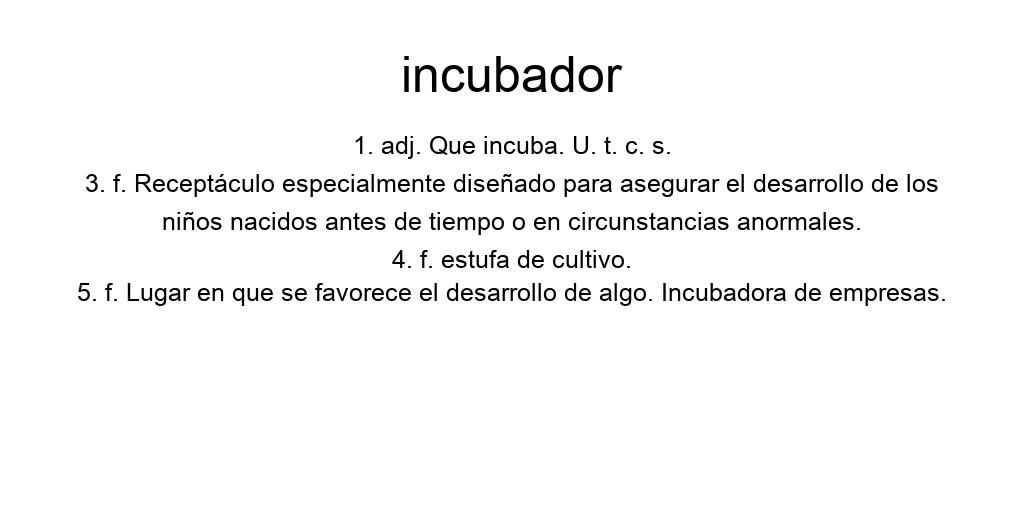 incubador
1. adj. Que incuba. U. t. c. s.
3. f. Receptáculo especialmente diseñado para asegurar el desarrollo de los
niños nacidos antes de tiempo o en circunstancias anormales.
4. f. estufa de cultivo.
5. f. Lugar en que se favorece el desarrollo de algo. Incubadora de empresas.